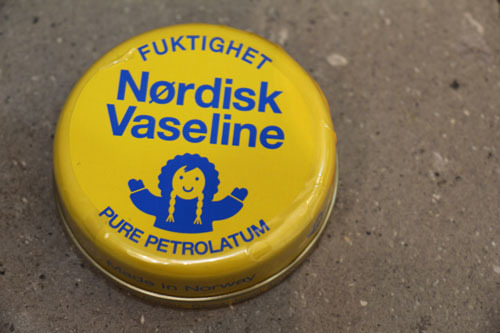 FUKTIGHET
Nørdisk
Vaseline
PURE PETROLATUM
Made in Norway